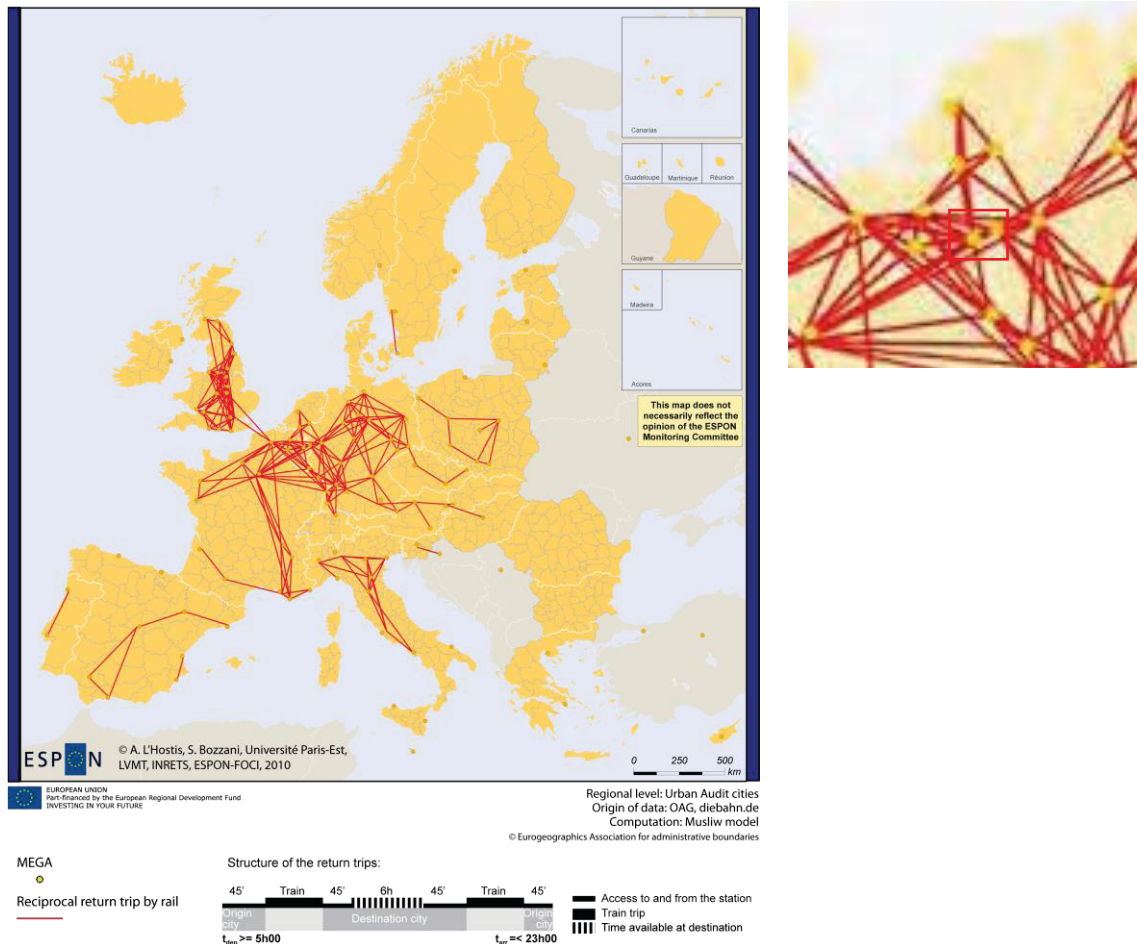 Canarias
Guadeloupe
Martinique
Réunion
Guyane
Madeira
Acores
This map does not
necessarily reflect the
opinion of the ESPON
Monitoring Committee
ESPON
© A. L'Hostis, S. Bozzani, Université Paris-Est,
LVMT, INRETS, ESPON-FOCI, 2010
0 250 500
km
EUROPEAN UNION
Part-financed by the European Regional Development Fund
INVESTING IN YOUR FUTURE
Regional level: Urban Audit cities
Origin of data: OAG, diebahn.de
Computation: Musliw model
© Eurogeographics Association for administrative boundaries
MEGA
Reciprocal return trip by rail
Structure of the return trips:
45' Train 45' 6h 45' Train 45'
Origin city
Destination city
Origin city
tdep >= 5h00
tarr =< 23h00
Access to and from the station
Train trip
Time available at destination